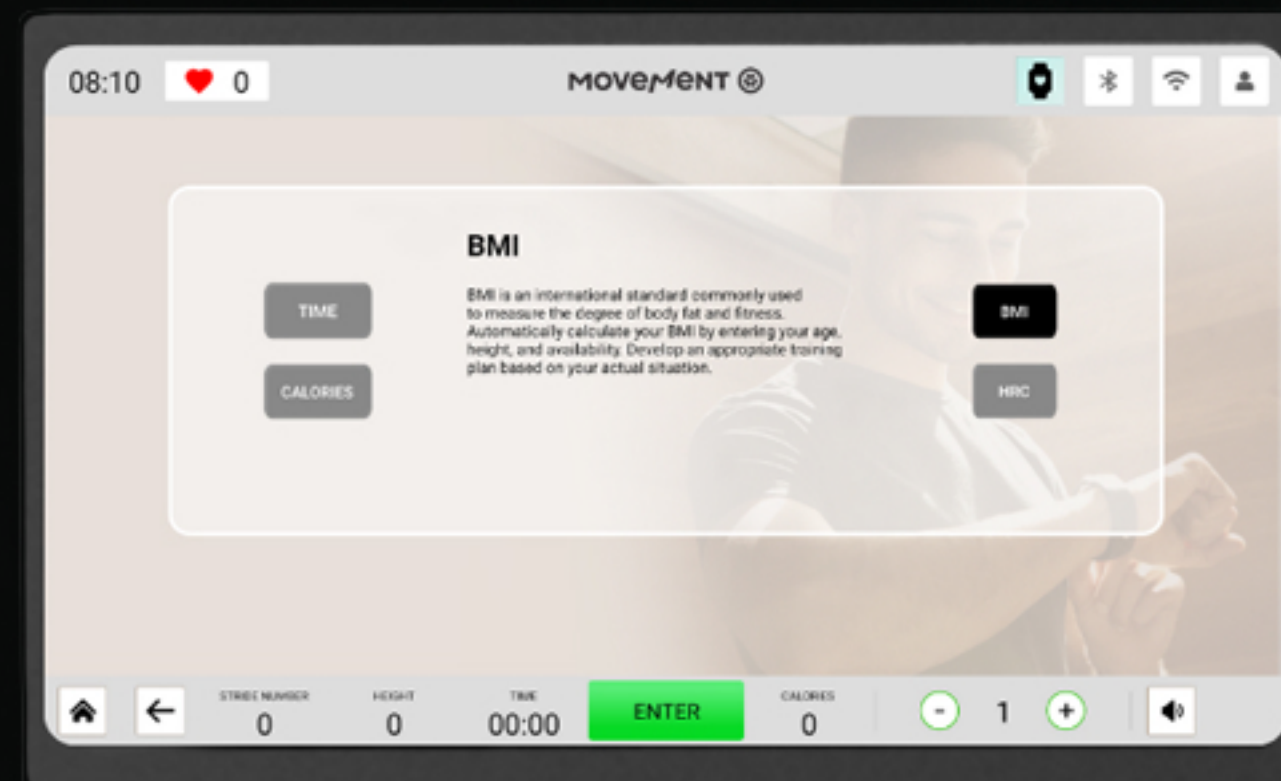 08:10
0
MOVEMENT
BMI
BMI is an international standard commonly used
to measure the degree of body fat and fitness.
Automatically calculate your BMI by entering your age,
height, and availability. Develop an appropriate training
plan based on your actual situation.
TIME
CALORIES
BMI
HRC
STRIDE NUMBER
0
HEIGHT
0
TIME
00:00
ENTER
CALORIES
0
- 1 +